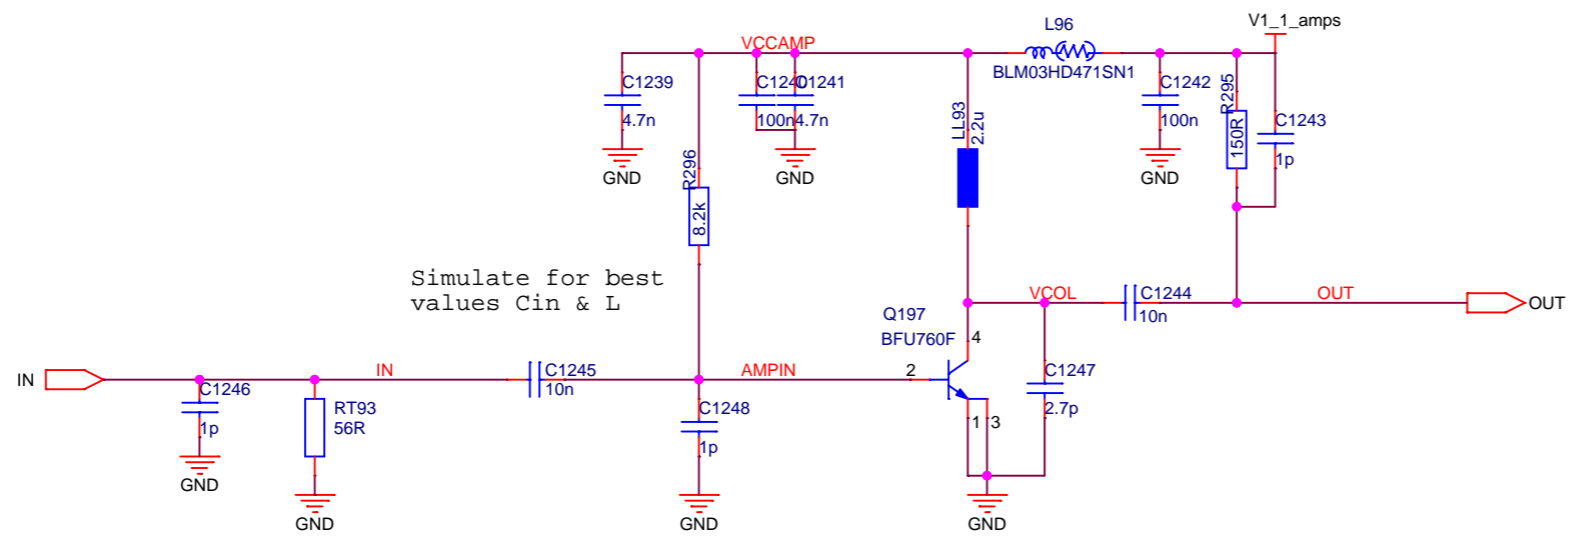 V1_1_amps
L96
VCCAMP
BLM03HD471SN1
C1239
C1240
C1241
C1242
R295
4.7n
100n
4.7n
LL93
2.2u
100n
150R
C1243
1p
GND
GND
GND
R296
8.2k
Simulate for best
values Cin & L
VCOL
C1244
OUT
OUT
10n
Q197
BFU760F
4
IN
IN
C1245
AMPIN
2
C1247
C1246
10n
RT93
C1248
2.7p
1p
56R
1
3
1p
GND
GND
GND
GND